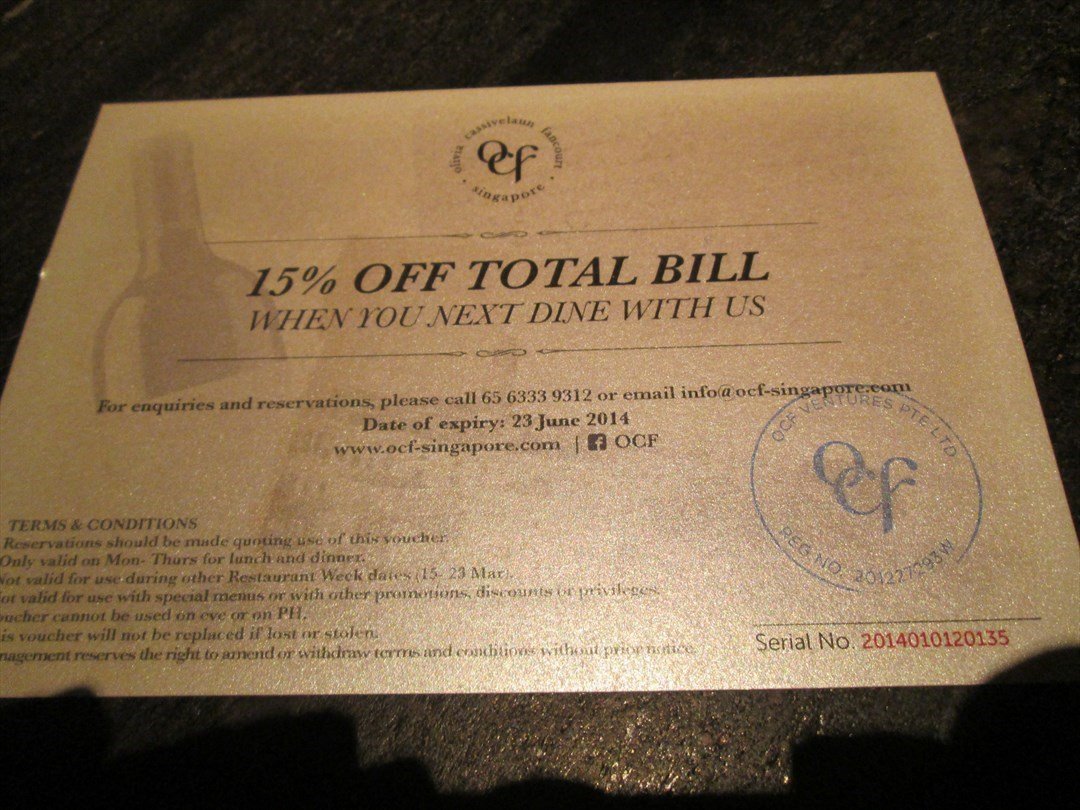 olivia cassivelaun fancourt
ocf
· singapore ·
15% OFF TOTAL BILL
WHEN YOU NEXT DINE WITH US
For enquiries and reservations, please call 65 6333 9312 or email info@ocf-singapore.com
Date of expiry: 23 June 2014
www.ocf-singapore.com | f OCF
OCF VENTURES PTE LTD
ocf
REG NO.
TERMS & CONDITIONS
Reservations should be made quoting use of this voucher.
Only valid on Mon- Thurs for lunch and dinner.
Not valid for use during other Restaurant Week dates (15- 23 Mar).
ot valid for use with special menus or with other promotions, discounts or privileges.
oucher cannot be used on eve or on PH.
is voucher will not be replaced if lost or stolen.
nagement reserves the right to amend or withdraw terms and conditions without prior notice.
Serial No. 2014010120135